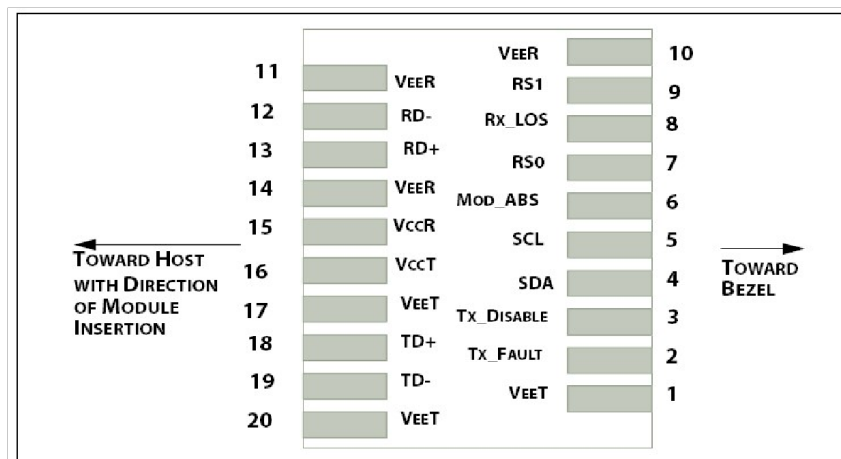 VEER 10
11 VEER
RS1 9
12 RD-
RX_LOS 8
13 RD+
RS0 7
14 VEER
MOD_ABS 6
15 VCCR
SCL 5
TOWARD HOST
WITH DIRECTION
OF MODULE
INSERTION
16 VCCT
SDA 4
TOWARD
BEZEL
17 VEET
TX_DISABLE 3
18 TD+
TX_FAULT 2
19 TD-
VEET 1
20 VEET